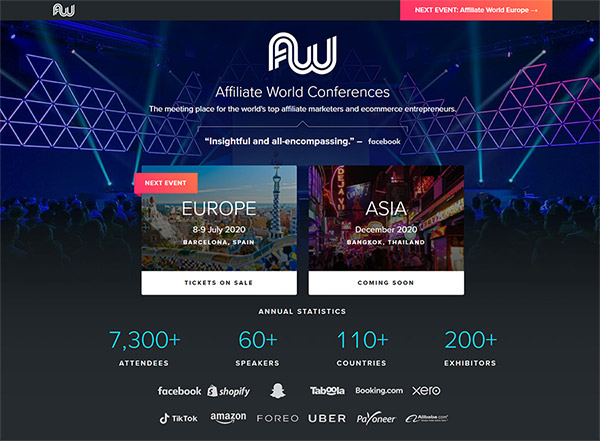 AW
NEXT EVENT: Affiliate World Europe →
AW
Affiliate World Conferences
The meeting place for the world's top affiliate marketers and ecommerce entrepreneurs.
“Insightful and all-encompassing.” – facebook
NEXT EVENT
EUROPE
8-9 July 2020
BARCELONA, SPAIN
TICKETS ON SALE
DEJA VU
ASIA
December 2020
BANGKOK, THAILAND
COMING SOON
ANNUAL STATISTICS
7,300+ 60+ 110+ 200+
ATTENDEES SPEAKERS COUNTRIES EXHIBITORS
facebook shopify Taboola Booking.com xero
TikTok amazon FOREO UBER Payoneer Alibaba.com